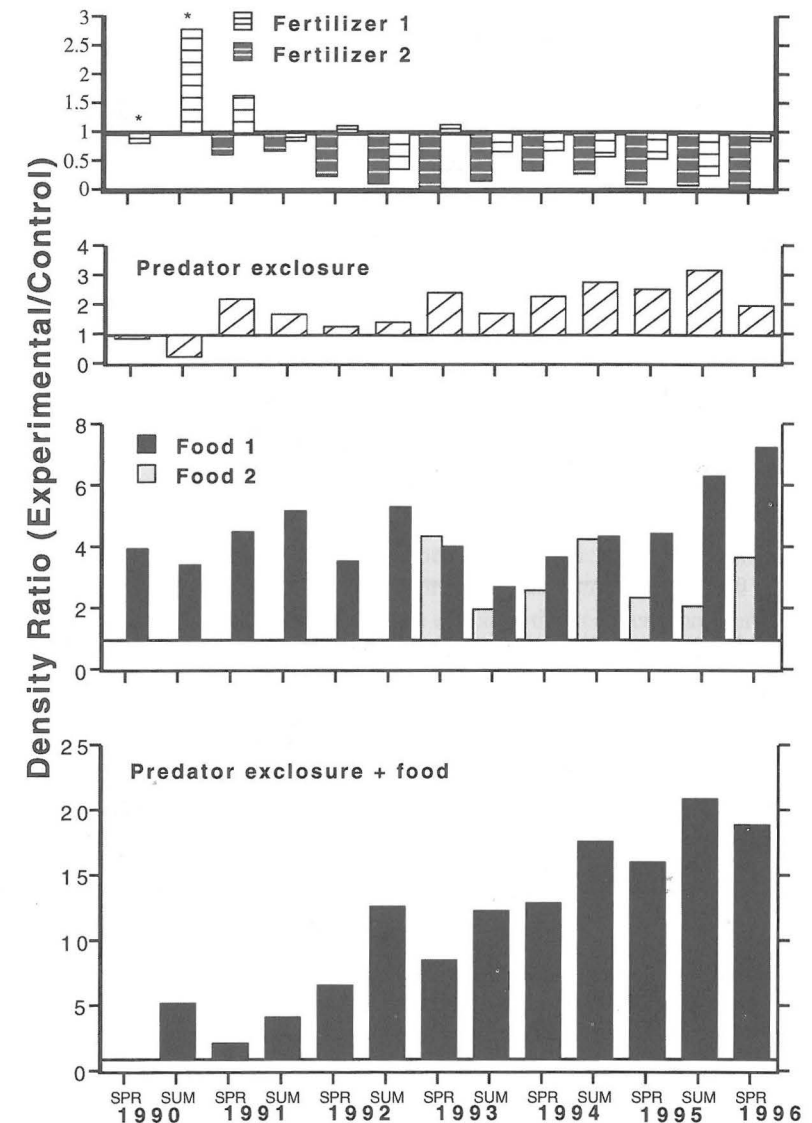 Density Ratio (Experimental/Control)
3
2.5
2
1.5
1
0.5
0
*
*
Fertilizer 1
Fertilizer 2
4
3
2
1
0
Predator exclosure
8
6
4
2
0
Food 1
Food 2
25
20
15
10
5
0
Predator exclosure + food
SPR SUM SPR SUM SPR SUM SPR SUM SPR SUM SPR SUM SPR
1990 1991 1992 1993 1994 1995 1996